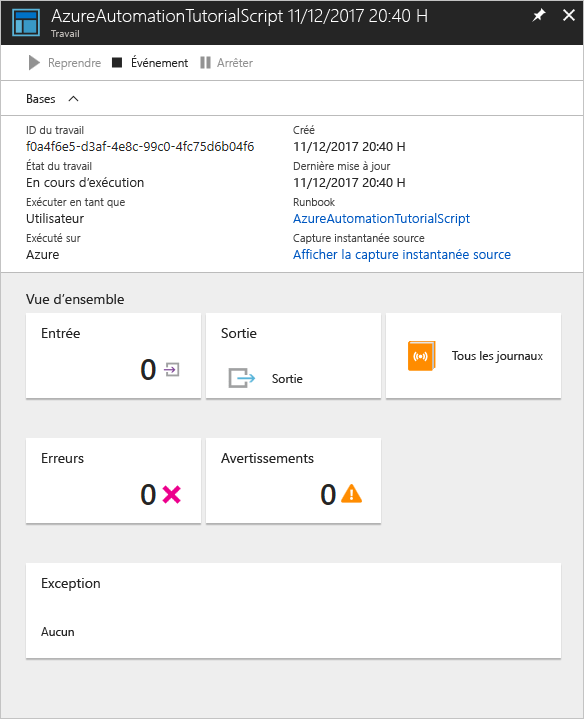 AzureAutomationTutorialScript 11/12/2017 20:40 H
Travail
Reprendre Événement Arrêter
Bases
ID du travail
f0a4f6e5-d3af-4e8c-99c0-4fc75d6b04f6
État du travail
En cours d'exécution
Exécuter en tant que
Utilisateur
Exécuté sur
Azure
Créé
11/12/2017 20:40 H
Dernière mise à jour
11/12/2017 20:40 H
Runbook
AzureAutomationTutorialScript
Capture instantanée source
Afficher la capture instantanée source
Vue d'ensemble
Entrée
0
Sortie
Sortie
Tous les journaux
Erreurs
0
Avertissements
0
Exception
Aucun